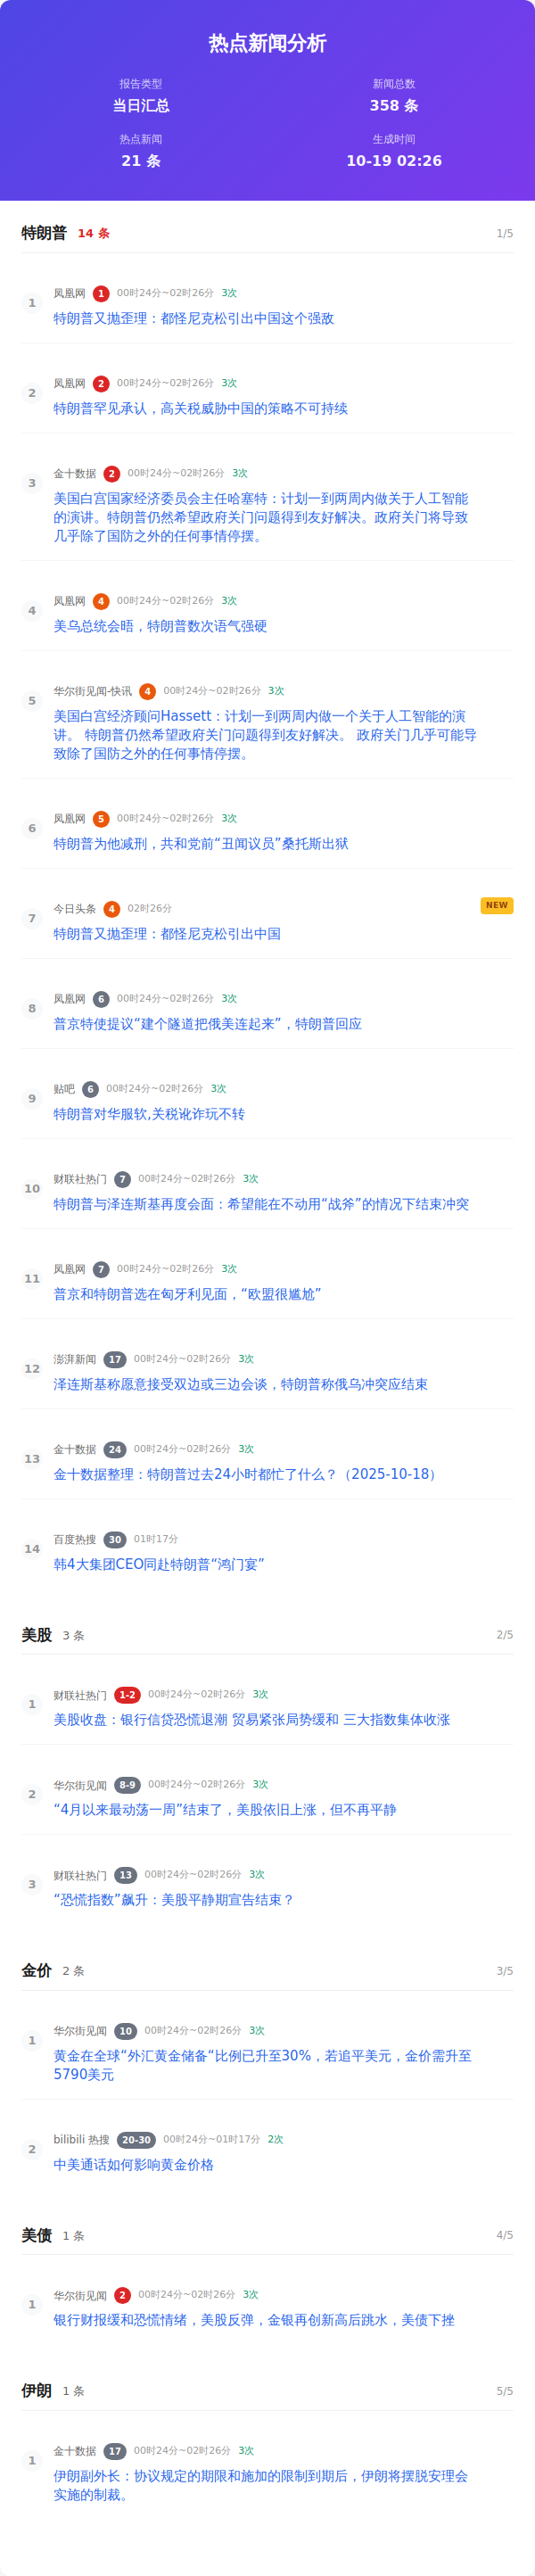 热点新闻分析
报告类型
新闻总数
当日汇总
358 条
热点新闻
生成时间
21 条
10-19 02:26
特朗普 14 条 1/5
1 凤凰网 1 00时24分~02时26分 3次
特朗普又抛歪理：都怪尼克松引出中国这个强敌
2 凤凰网 2 00时24分~02时26分 3次
特朗普罕见承认，高关税威胁中国的策略不可持续
3 金十数据 2 00时24分~02时26分 3次
美国白宫国家经济委员会主任哈塞特：计划一到两周内做关于人工智能
的演讲。特朗普仍然希望政府关门问题得到友好解决。政府关门将导致
几乎除了国防之外的任何事情停摆。
4 凤凰网 4 00时24分~02时26分 3次
美乌总统会晤，特朗普数次语气强硬
5 华尔街见闻-快讯 4 00时24分~02时26分 3次
美国白宫经济顾问Hassett：计划一到两周内做一个关于人工智能的演
讲。 特朗普仍然希望政府关门问题得到友好解决。 政府关门几乎可能导
致除了国防之外的任何事情停摆。
6 凤凰网 5 00时24分~02时26分 3次
特朗普为他减刑，共和党前“丑闻议员”桑托斯出狱
7 今日头条 4 02时26分 NEW
特朗普又抛歪理：都怪尼克松引出中国
8 凤凰网 6 00时24分~02时26分 3次
普京特使提议“建个隧道把俄美连起来”，特朗普回应
9 贴吧 6 00时24分~02时26分 3次
特朗普对华服软,关税讹诈玩不转
10 财联社热门 7 00时24分~02时26分 3次
特朗普与泽连斯基再度会面：希望能在不动用“战斧”的情况下结束冲突
11 凤凰网 7 00时24分~02时26分 3次
普京和特朗普选在匈牙利见面，“欧盟很尴尬”
12 澎湃新闻 17 00时24分~02时26分 3次
泽连斯基称愿意接受双边或三边会谈，特朗普称俄乌冲突应结束
13 金十数据 24 00时24分~02时26分 3次
金十数据整理：特朗普过去24小时都忙了什么？（2025-10-18）
14 百度热搜 30 01时17分
韩4大集团CEO同赴特朗普“鸿门宴”
美股 3 条 2/5
1 财联社热门 1-2 00时24分~02时26分 3次
美股收盘：银行信贷恐慌退潮 贸易紧张局势缓和 三大指数集体收涨
2 华尔街见闻 8-9 00时24分~02时26分 3次
“4月以来最动荡一周”结束了，美股依旧上涨，但不再平静
3 财联社热门 13 00时24分~02时26分 3次
“恐慌指数”飙升：美股平静期宣告结束？
金价 2 条 3/5
1 华尔街见闻 10 00时24分~02时26分 3次
黄金在全球“外汇黄金储备“比例已升至30%，若追平美元，金价需升至
5790美元
2 bilibili 热搜 20-30 00时24分~01时17分 2次
中美通话如何影响黄金价格
美债 1 条 4/5
1 华尔街见闻 2 00时24分~02时26分 3次
银行财报缓和恐慌情绪，美股反弹，金银再创新高后跳水，美债下挫
伊朗 1 条 5/5
1 金十数据 17 00时24分~02时26分 3次
伊朗副外长：协议规定的期限和施加的限制到期后，伊朗将摆脱安理会
实施的制裁。